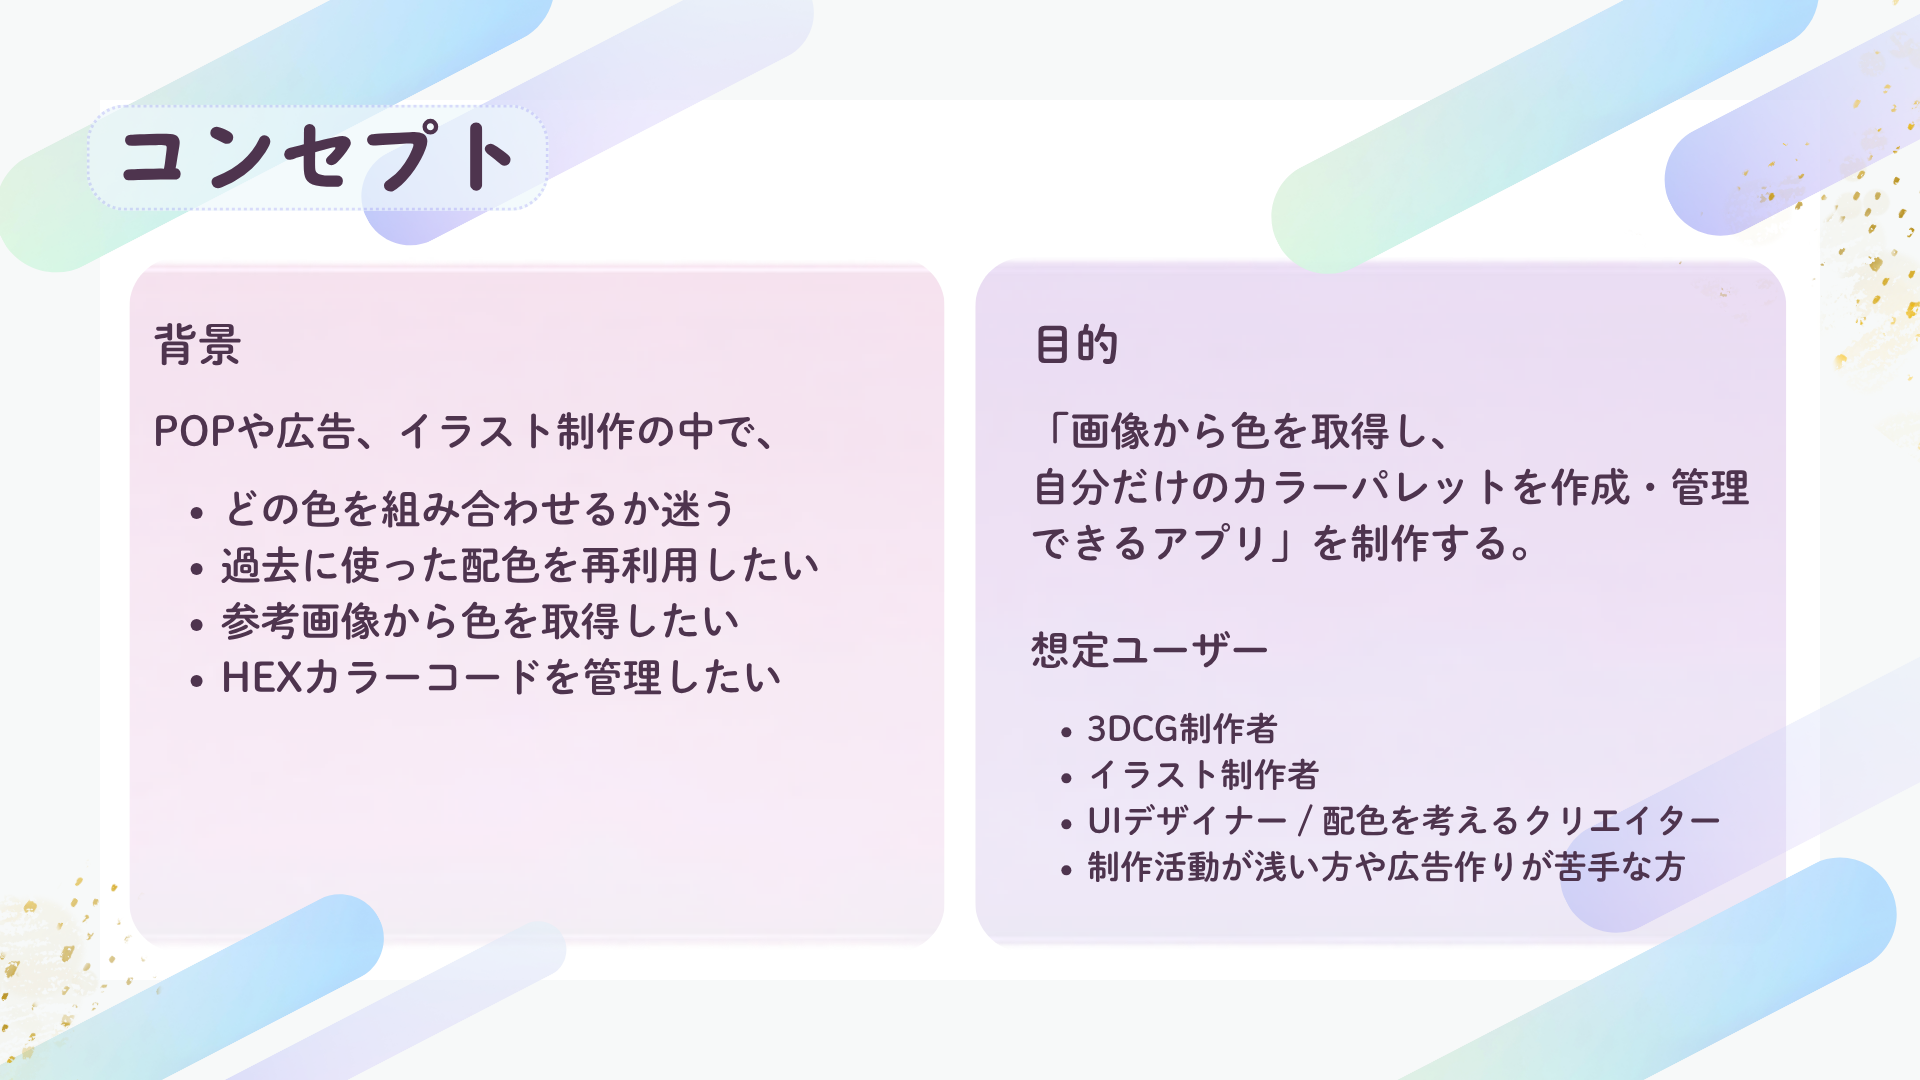 コンセプト
背景
POPや広告、イラスト制作の中で、
• どの色を組み合わせるか迷う
• 過去に使った配色を再利用したい
• 参考画像から色を取得したい
• HEXカラーコードを管理したい
目的
「画像から色を取得し、
自分だけのカラーパレットを作成・管理
できるアプリ」を制作する。
想定ユーザー
• 3DCG制作者
• イラスト制作者
• UIデザイナー / 配色を考えるクリエイター
• 制作活動が浅い方や広告作りが苦手な方